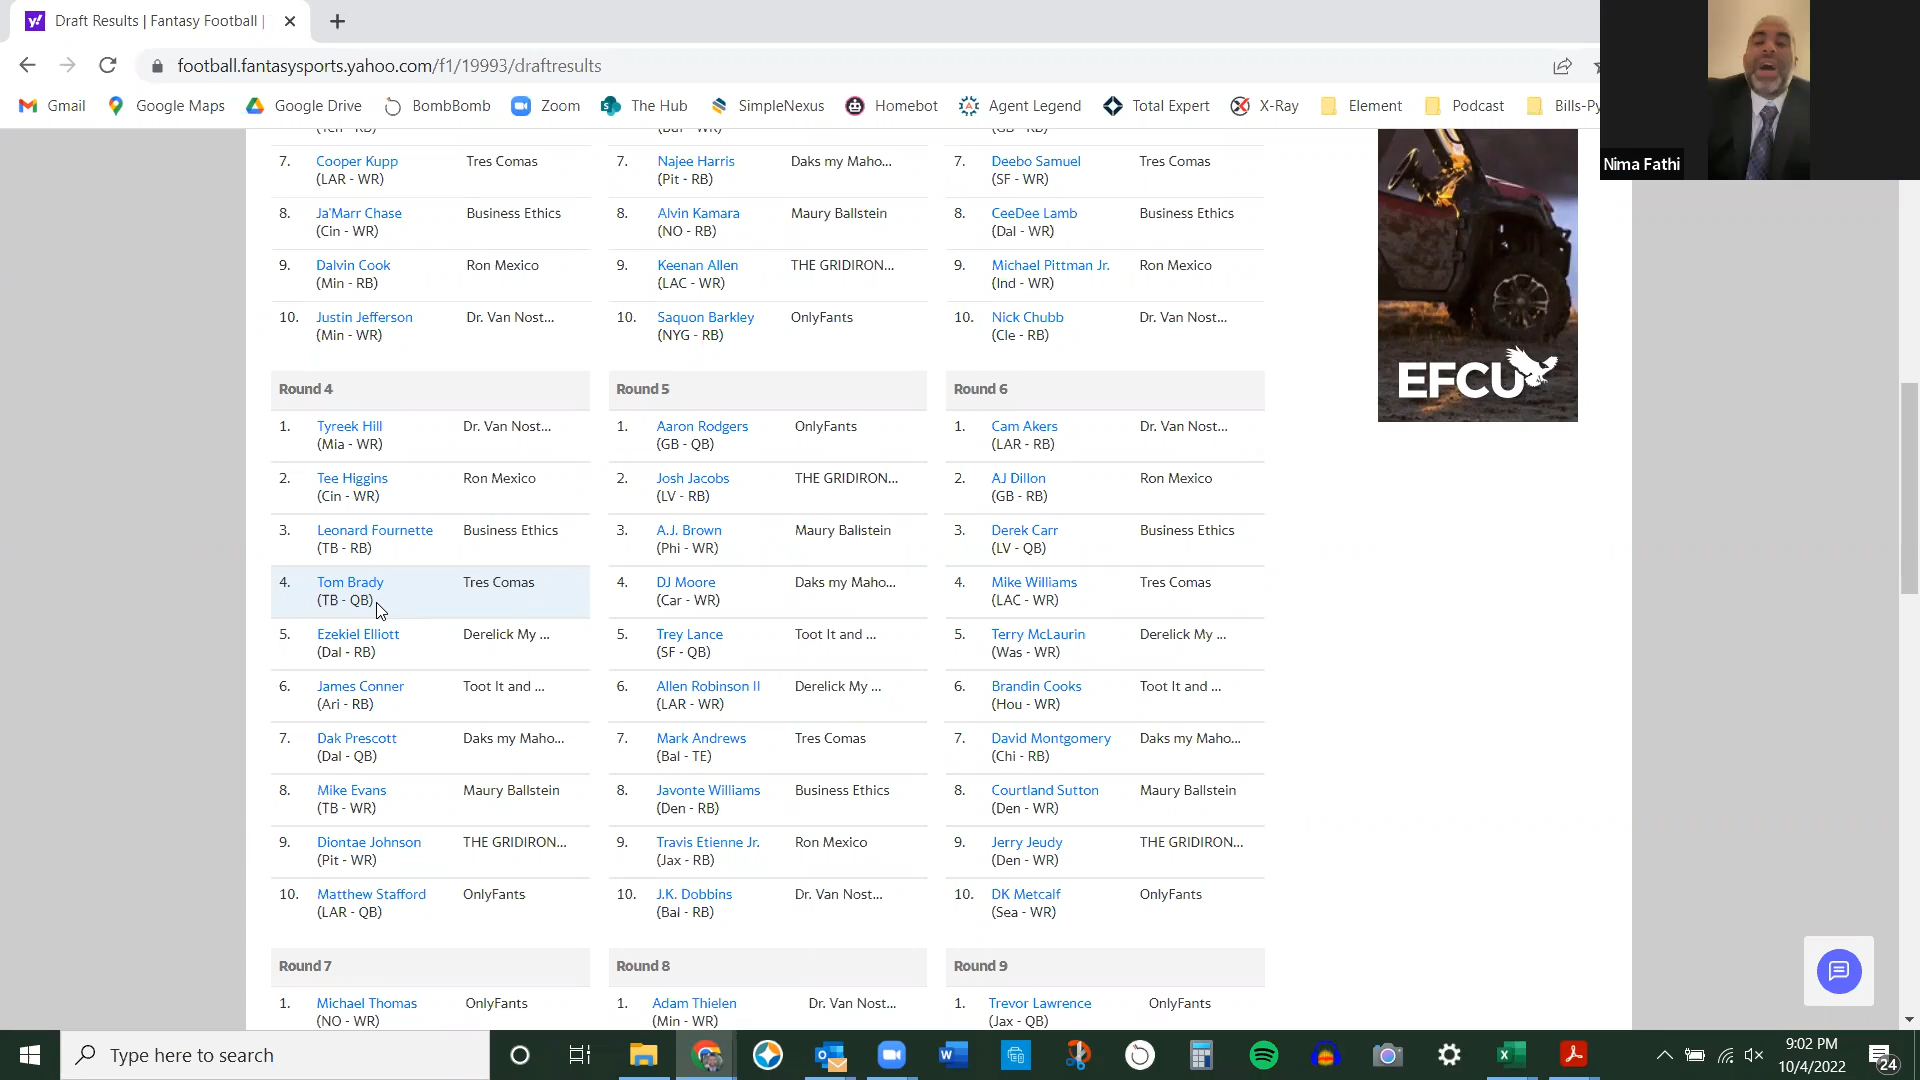 Draft Results | Fantasy Football |
football.fantasysports.yahoo.com/f1/19993/draftresults
Gmail Google Maps Google Drive BombBomb Zoom The Hub SimpleNexus Homebot Agent Legend Total Expert X-Ray Element Podcast Bills-Py
Nima Fathi
7. Cooper Kupp Tres Comas 7. Najee Harris Daks my Maho... 7. Deebo Samuel Tres Comas
(LAR - WR) (Pit - RB) (SF - WR)
8. Ja'Marr Chase Business Ethics 8. Alvin Kamara Maury Ballstein 8. CeeDee Lamb Business Ethics
(Cin - WR) (NO - RB) (Dal - WR)
9. Dalvin Cook Ron Mexico 9. Keenan Allen THE GRIDIRON... 9. Michael Pittman Jr. Ron Mexico
(Min - RB) (LAC - WR) (Ind - WR)
10. Justin Jefferson Dr. Van Nost... 10. Saquon Barkley OnlyFants 10. Nick Chubb Dr. Van Nost...
(Min - WR) (NYG - RB) (Cle - RB)
EFCU
Round 4 Round 5 Round 6
1. Tyreek Hill Dr. Van Nost... 1. Aaron Rodgers OnlyFants 1. Cam Akers Dr. Van Nost...
(Mia - WR) (GB - QB) (LAR - RB)
2. Tee Higgins Ron Mexico 2. Josh Jacobs THE GRIDIRON... 2. AJ Dillon Ron Mexico
(Cin - WR) (LV - RB) (GB - RB)
3. Leonard Fournette Business Ethics 3. A.J. Brown Maury Ballstein 3. Derek Carr Business Ethics
(TB - RB) (Phi - WR) (LV - QB)
4. Tom Brady Tres Comas 4. DJ Moore Daks my Maho... 4. Mike Williams Tres Comas
(TB - QB) (Car - WR) (LAC - WR)
5. Ezekiel Elliott Derelick My ... 5. Trey Lance Toot It and ... 5. Terry McLaurin Derelick My ...
(Dal - RB) (SF - QB) (Was - WR)
6. James Conner Toot It and ... 6. Allen Robinson II Derelick My ... 6. Brandin Cooks Toot It and ...
(Ari - RB) (LAR - WR) (Hou - WR)
7. Dak Prescott Daks my Maho... 7. Mark Andrews Tres Comas 7. David Montgomery Daks my Maho...
(Dal - QB) (Bal - TE) (Chi - RB)
8. Mike Evans Maury Ballstein 8. Javonte Williams Business Ethics 8. Courtland Sutton Maury Ballstein
(TB - WR) (Den - RB) (Den - WR)
9. Diontae Johnson THE GRIDIRON... 9. Travis Etienne Jr. Ron Mexico 9. Jerry Jeudy THE GRIDIRON...
(Pit - WR) (Jax - RB) (Den - WR)
10. Matthew Stafford OnlyFants 10. J.K. Dobbins Dr. Van Nost... 10. DK Metcalf OnlyFants
(LAR - QB) (Bal - RB) (Sea - WR)
Round 7 Round 8 Round 9
1. Michael Thomas OnlyFants 1. Adam Thielen Dr. Van Nost... 1. Trevor Lawrence OnlyFants
(NO - WR) (Min - WR) (Jax - QB)
Type here to search
9:02 PM
10/4/2022
24